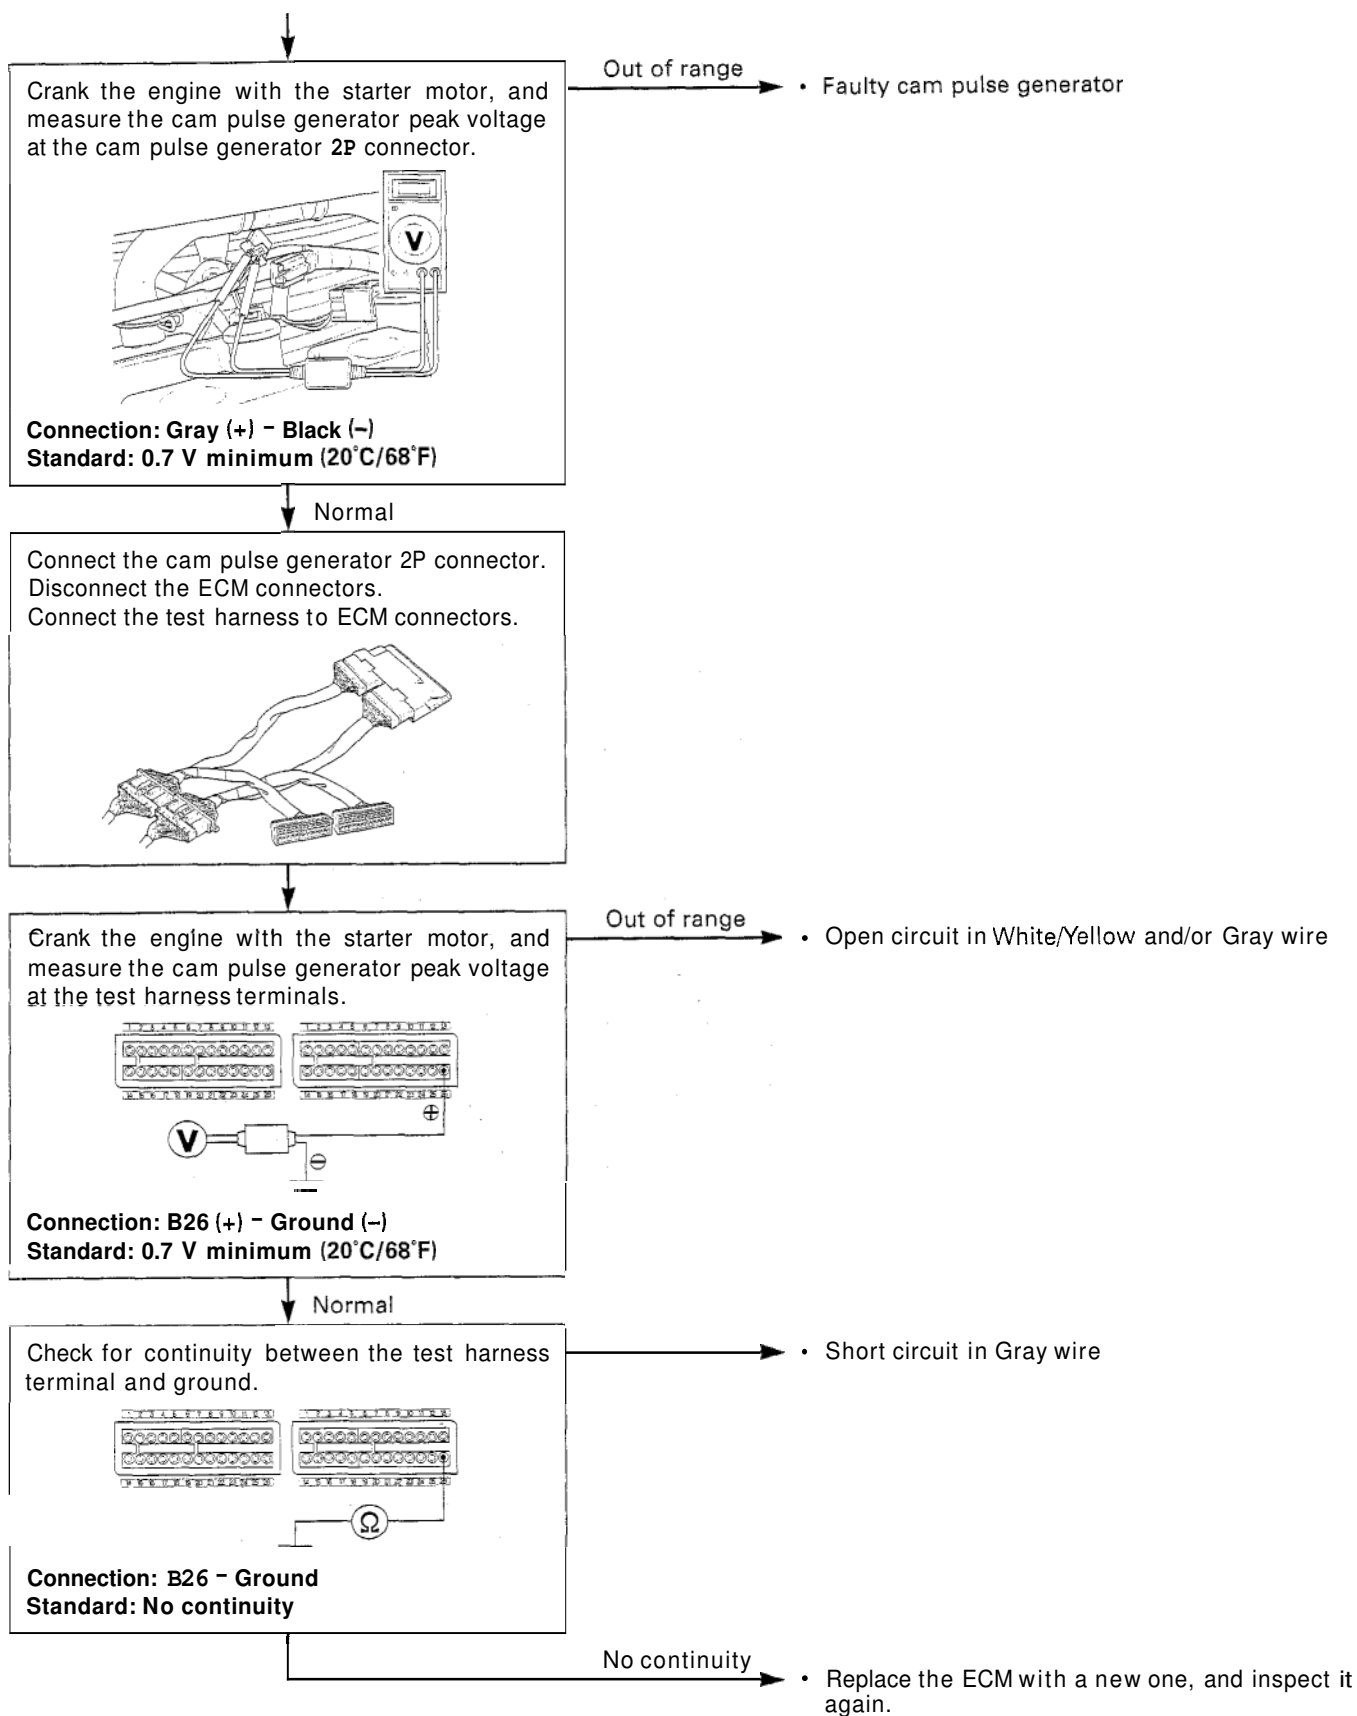 Crank the engine with the starter motor, and
measure the cam pulse generator peak voltage
at the cam pulse generator 2P connector.
Out of range
• Faulty cam pulse generator
V
Connection: Gray (+) – Black (–)
Standard: 0.7 V minimum (20°C/68°F)
Normal
Connect the cam pulse generator 2P connector.
Disconnect the ECM connectors.
Connect the test harness to ECM connectors.
Crank the engine with the starter motor, and
measure the cam pulse generator peak voltage
at the test harness terminals.
Out of range
• Open circuit in White/Yellow and/or Gray wire
⊕
V
⊖
Connection: B26 (+) – Ground (–)
Standard: 0.7 V minimum (20°C/68°F)
Normal
Check for continuity between the test harness
terminal and ground.
• Short circuit in Gray wire
Ω
Connection: B26 – Ground
Standard: No continuity
No continuity
• Replace the ECM with a new one, and inspect it
again.